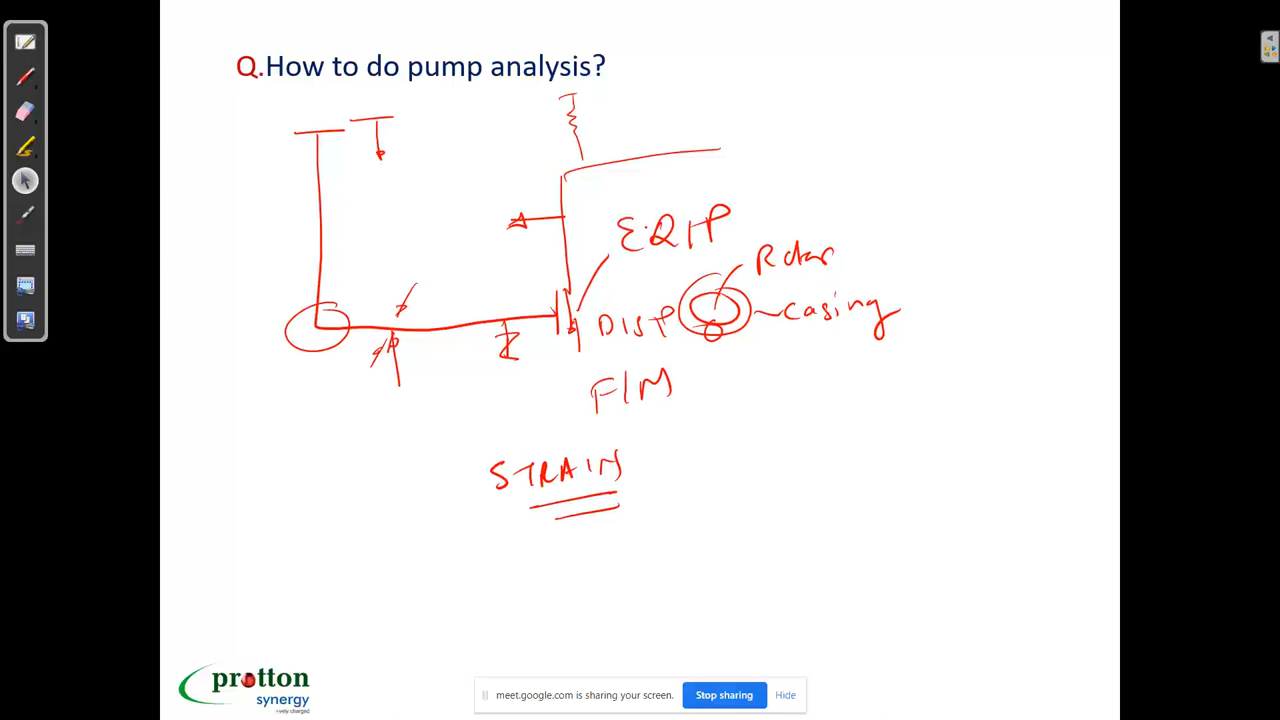 Q.How to do pump analysis?
EQIP
Rotor
DISP
casing
F/M
STRAIN
protton
synergy
meet.google.com is sharing your screen.
Stop sharing
Hide